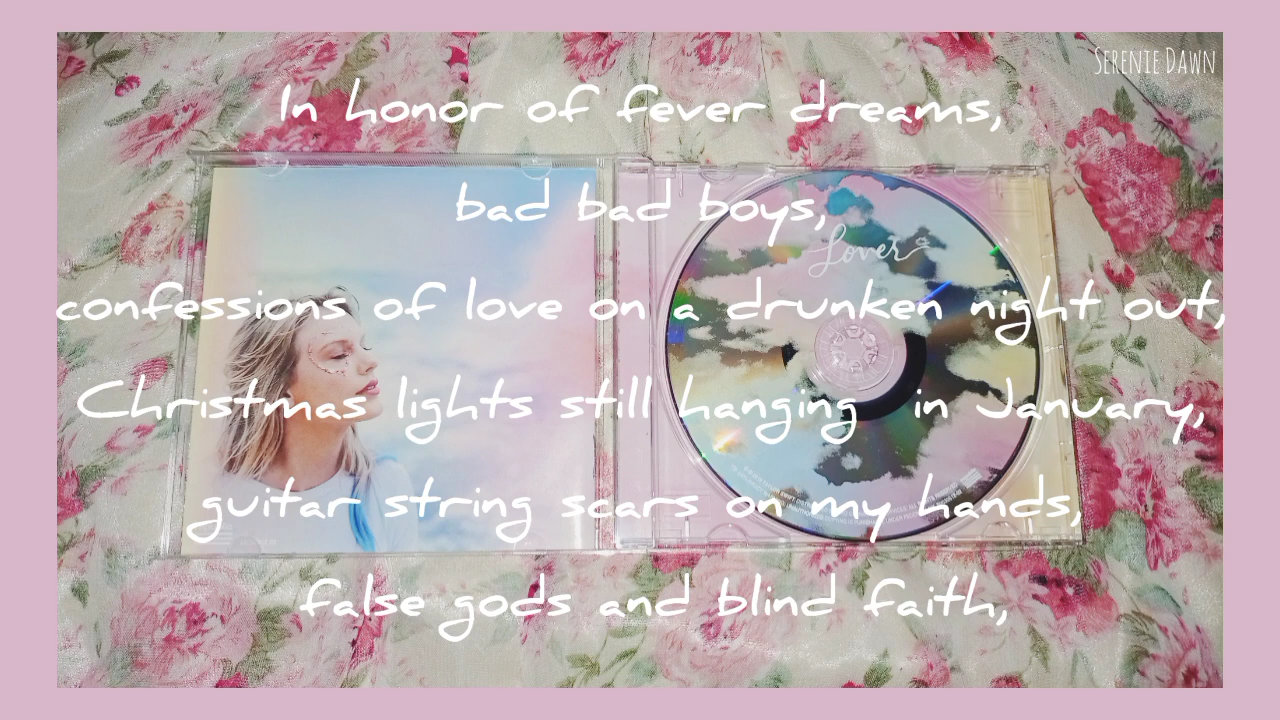 SERENIE DAWN
In honor of fever dreams,
bad bad boys,
Lover
confessions of love on a drunken night out,
Christmas lights still hanging in January,
guitar string scars on my hands,
false gods and blind faith,